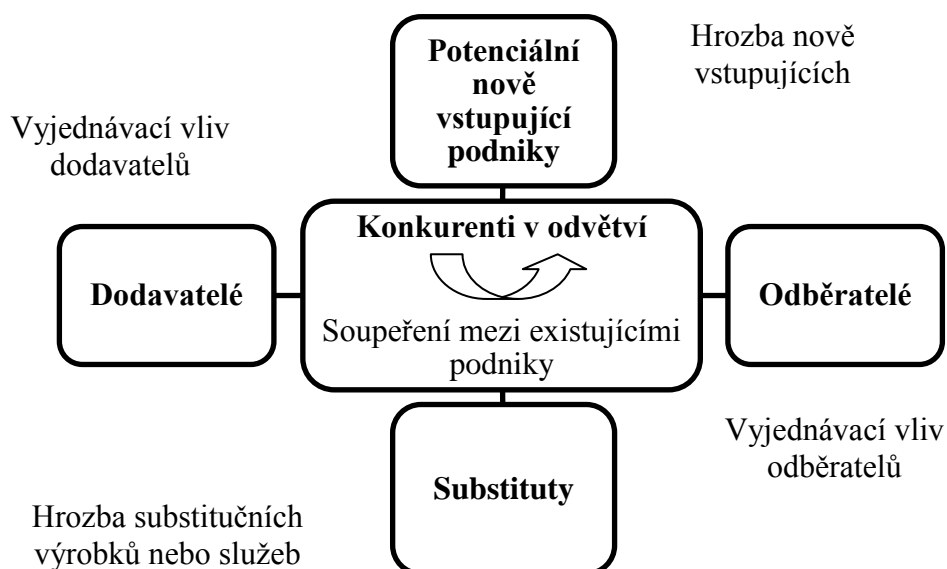 Potenciální
nově
vstupující
podniky
Hrozba nově
vstupujících
Vyjednávací vliv
dodavatelů
Konkurenti v odvětví
Dodavatelé
Odběratelé
Soupeření mezi existujícími
podniky
Vyjednávací vliv
odběratelů
Substituty
Hrozba substitučních
výrobků nebo služeb